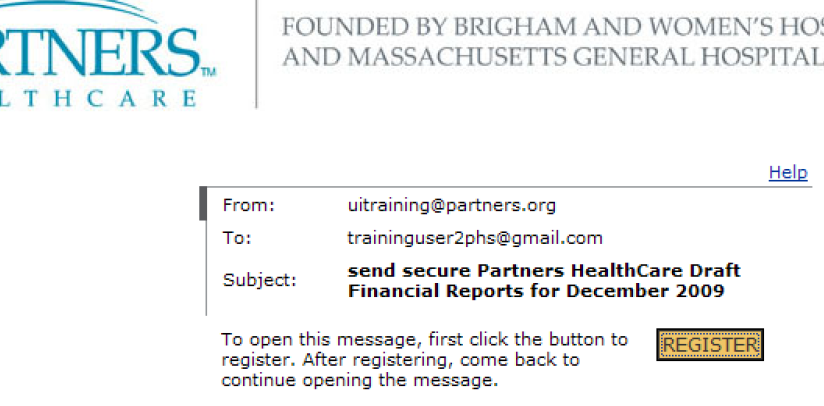 RTNERS™
LTHCARE
FOUNDED BY BRIGHAM AND WOMEN'S HOS
AND MASSACHUSETTS GENERAL HOSPITAL
Help
From: uitraining@partners.org
To: traininguser2phs@gmail.com
Subject: send secure Partners HealthCare Draft
Financial Reports for December 2009
To open this message, first click the button to
register. After registering, come back to
continue opening the message.
REGISTER